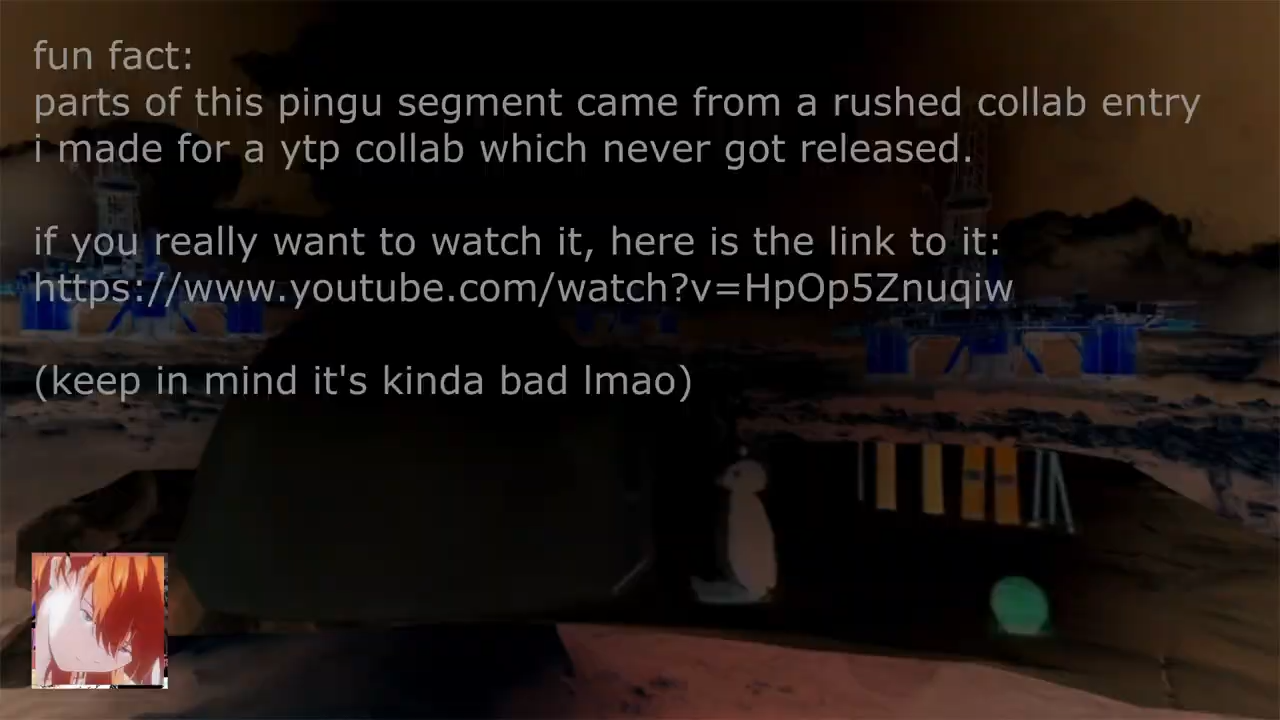 fun fact:
parts of this pingu segment came from a rushed collab entry
i made for a ytp collab which never got released.
if you really want to watch it, here is the link to it:
https://www.youtube.com/watch?v=HpOp5Znuqiw
(keep in mind it's kinda bad lmao)